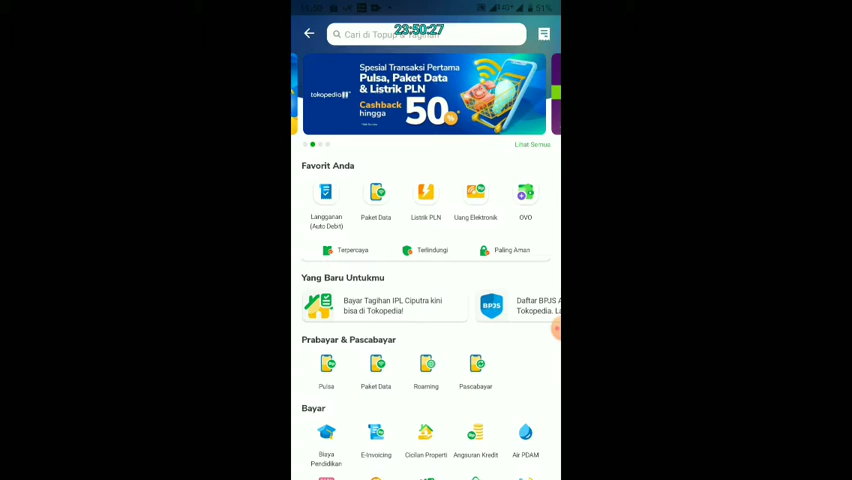 51%
23:50:27
Cari di Topup & Tagihan
Spesial Transaksi Pertama
Pulsa, Paket Data
& Listrik PLN
tokopedia
Cashback
hingga
50%
Lihat Semua
Favorit Anda
Langganan
(Auto Debit)
Paket Data
Listrik PLN
Uang Elektronik
OVO
Terpercaya
Terlindungi
Paling Aman
Yang Baru Untukmu
Bayar Tagihan IPL Ciputra kini
bisa di Tokopedia!
BPJS
Daftar BPJS A
Tokopedia. La
Prabayar & Pascabayar
Pulsa
Paket Data
Roaming
Pascabayar
Bayar
Biaya
Pendidikan
E-Invoicing
Cicilan Properti
Angsuran Kredit
Air PDAM